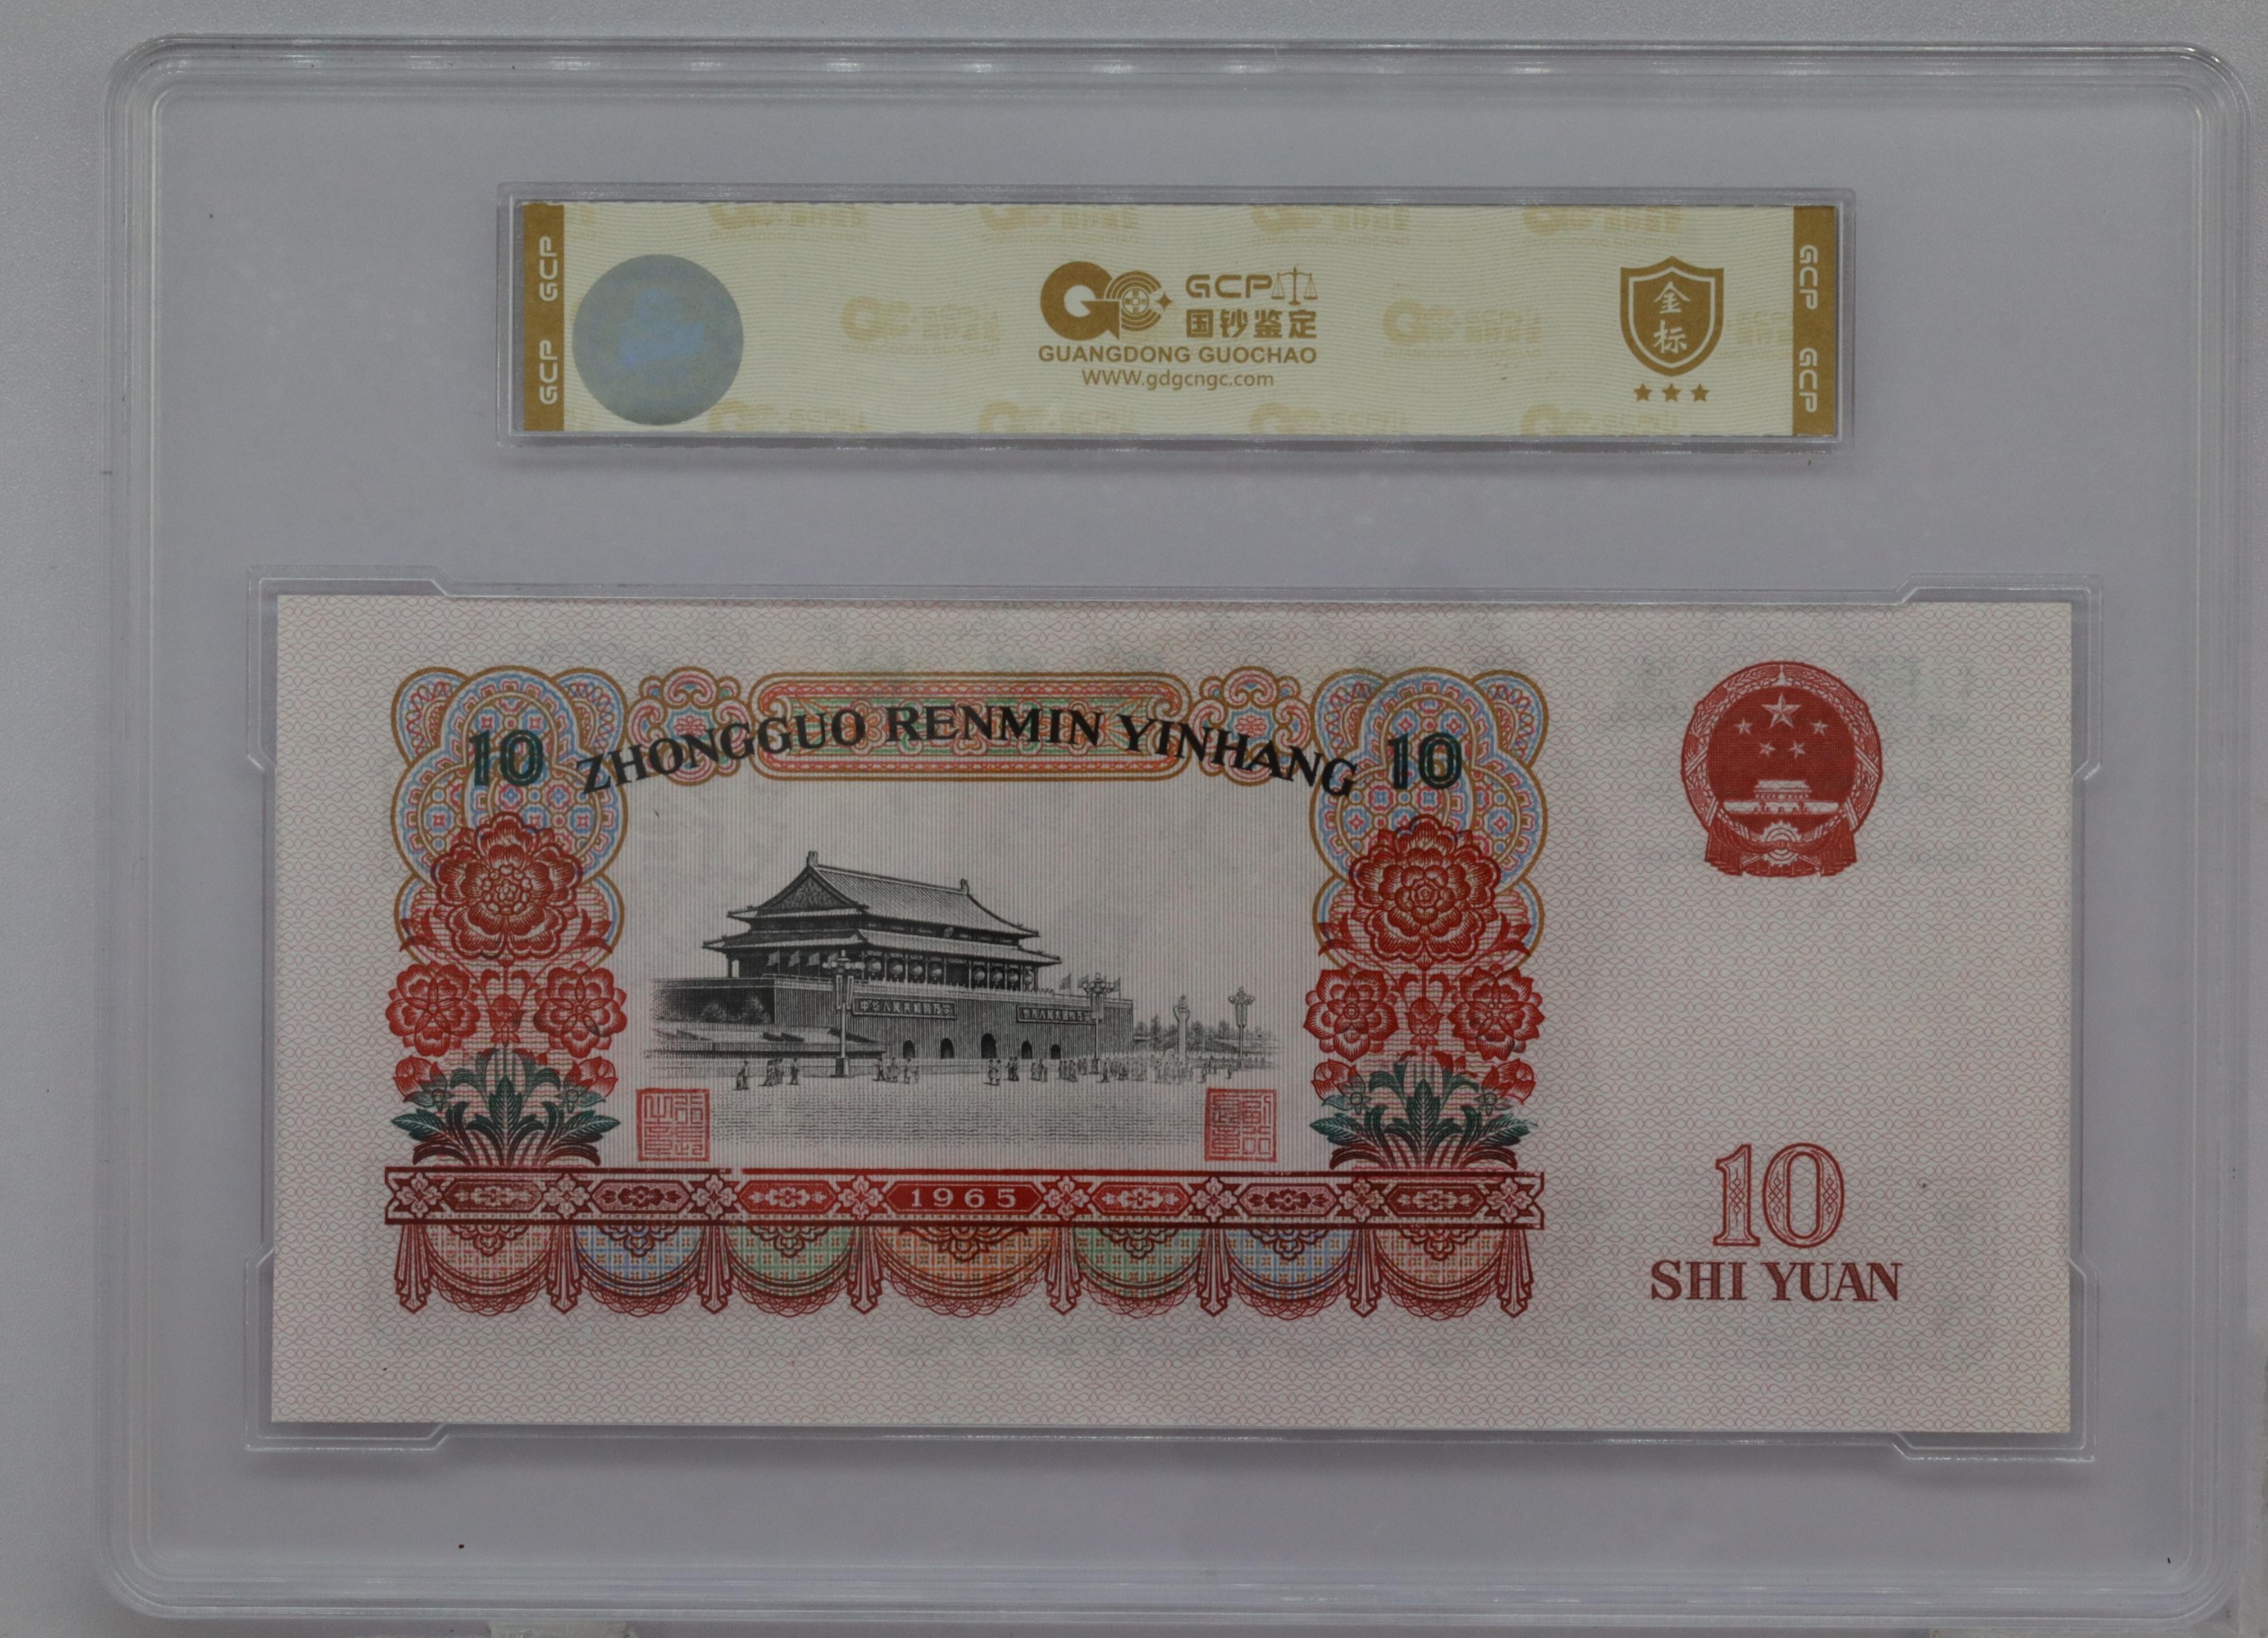 GCP GCP
GCP
国钞鉴定
GUANGDONG GUOCHAO
WWW.gdgcngc.com
金标
GCP GCP
ZHONGGUO RENMIN YINHANG
10
10
1965
10
SHI YUAN